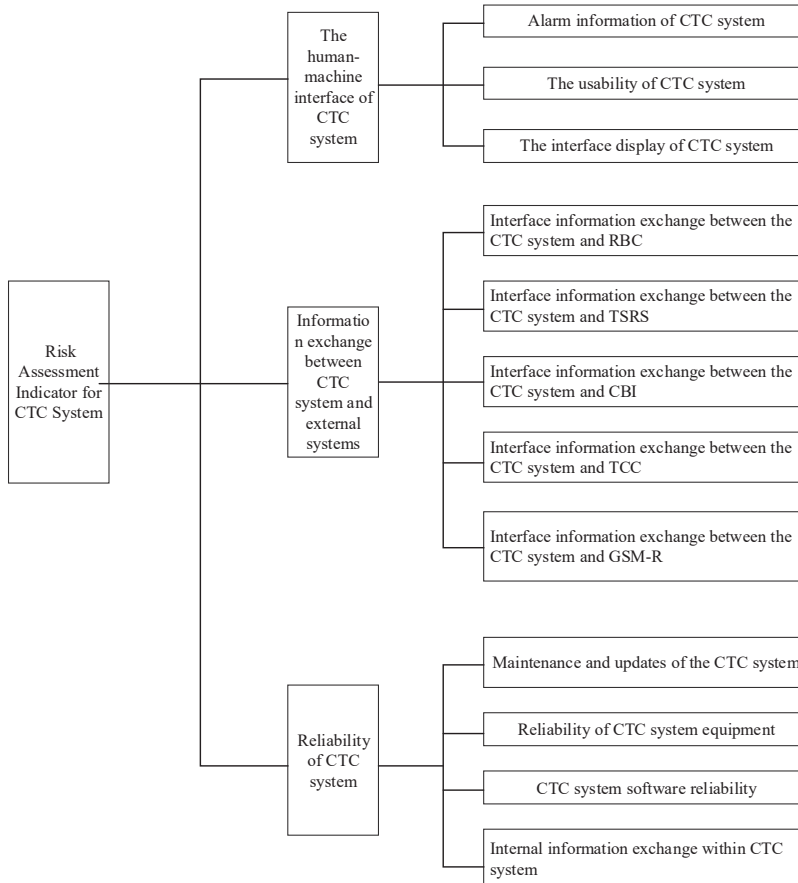 Risk
Assessment
Indicator for
CTC System
The
human-
machine
interface of
CTC
system
Alarm information of CTC system
The usability of CTC system
The interface display of CTC system
Informatio
n exchange
between
CTC
system and
external
systems
Interface information exchange between the
CTC system and RBC
Interface information exchange between the
CTC system and TSRS
Interface information exchange between the
CTC system and CBI
Interface information exchange between the
CTC system and TCC
Interface information exchange between the
CTC system and GSM-R
Reliability
of CTC
system
Maintenance and updates of the CTC system
Reliability of CTC system equipment
CTC system software reliability
Internal information exchange within CTC
system